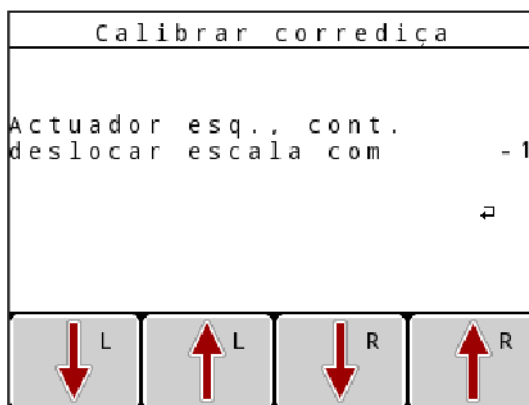 Calibrar corrediça
Actuador esq., cont.
deslocar escala com -1
L L R R